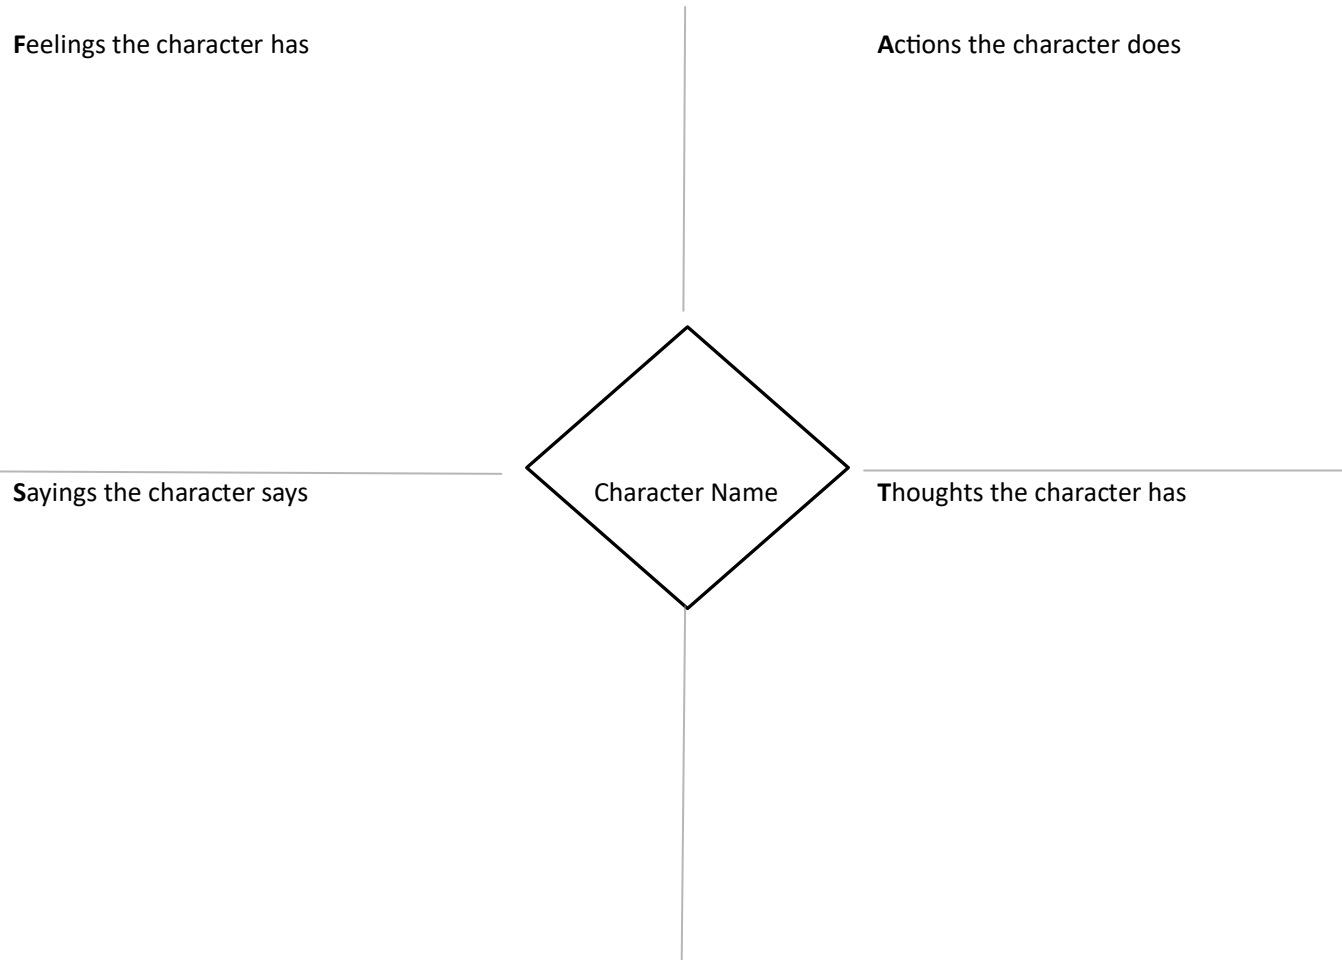 Feelings the character has
Actions the character does
Sayings the character says
Character Name
Thoughts the character has